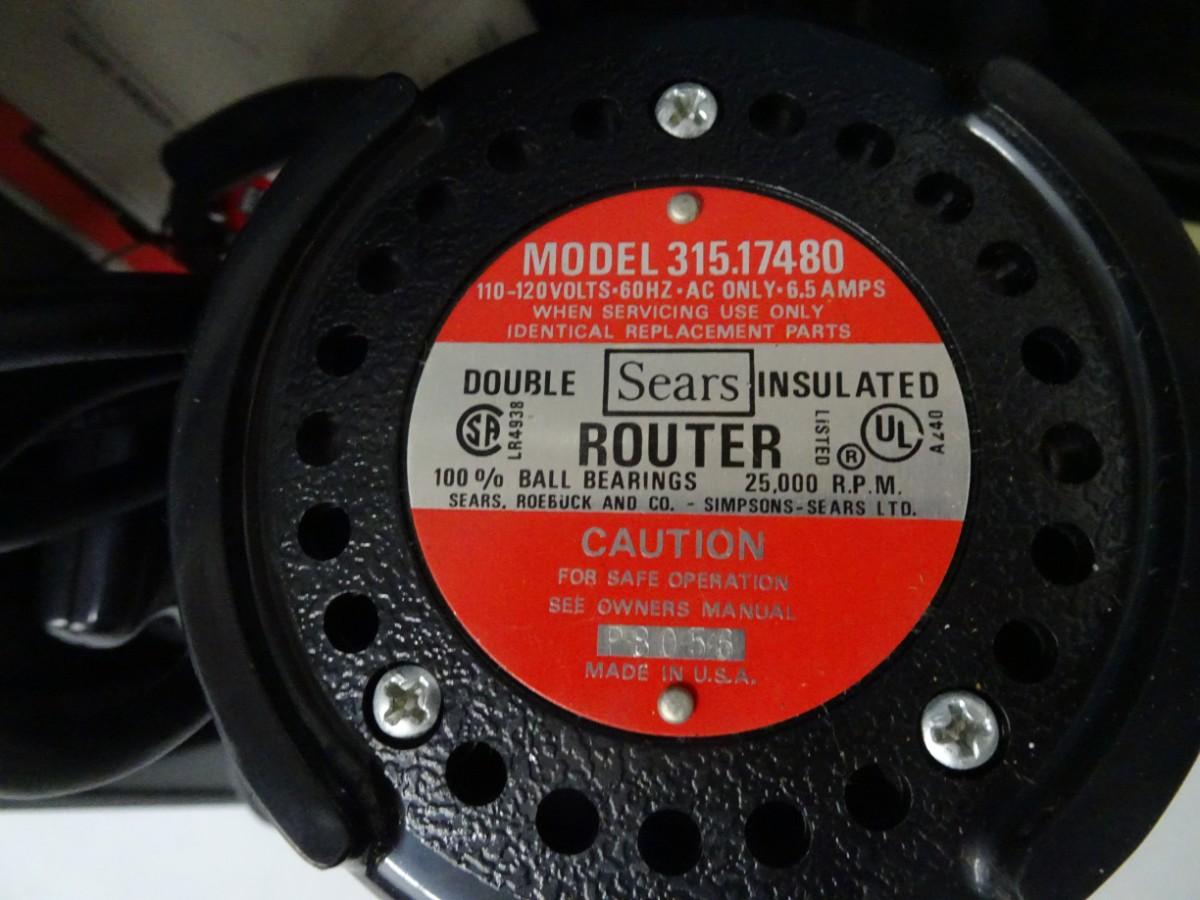 MODEL 315.17480
110-120VOLTS·60HZ·AC ONLY·6.5 AMPS
WHEN SERVICING USE ONLY
IDENTICAL REPLACEMENT PARTS
DOUBLE Sears INSULATED
SA LR4938 ROUTER LISTED ® UL A240
100% BALL BEARINGS 25,000 R.P.M.
SEARS, ROEBUCK AND CO. - SIMPSONS-SEARS LTD.
CAUTION
FOR SAFE OPERATION
SEE OWNERS MANUAL
P8056
MADE IN U.S.A.